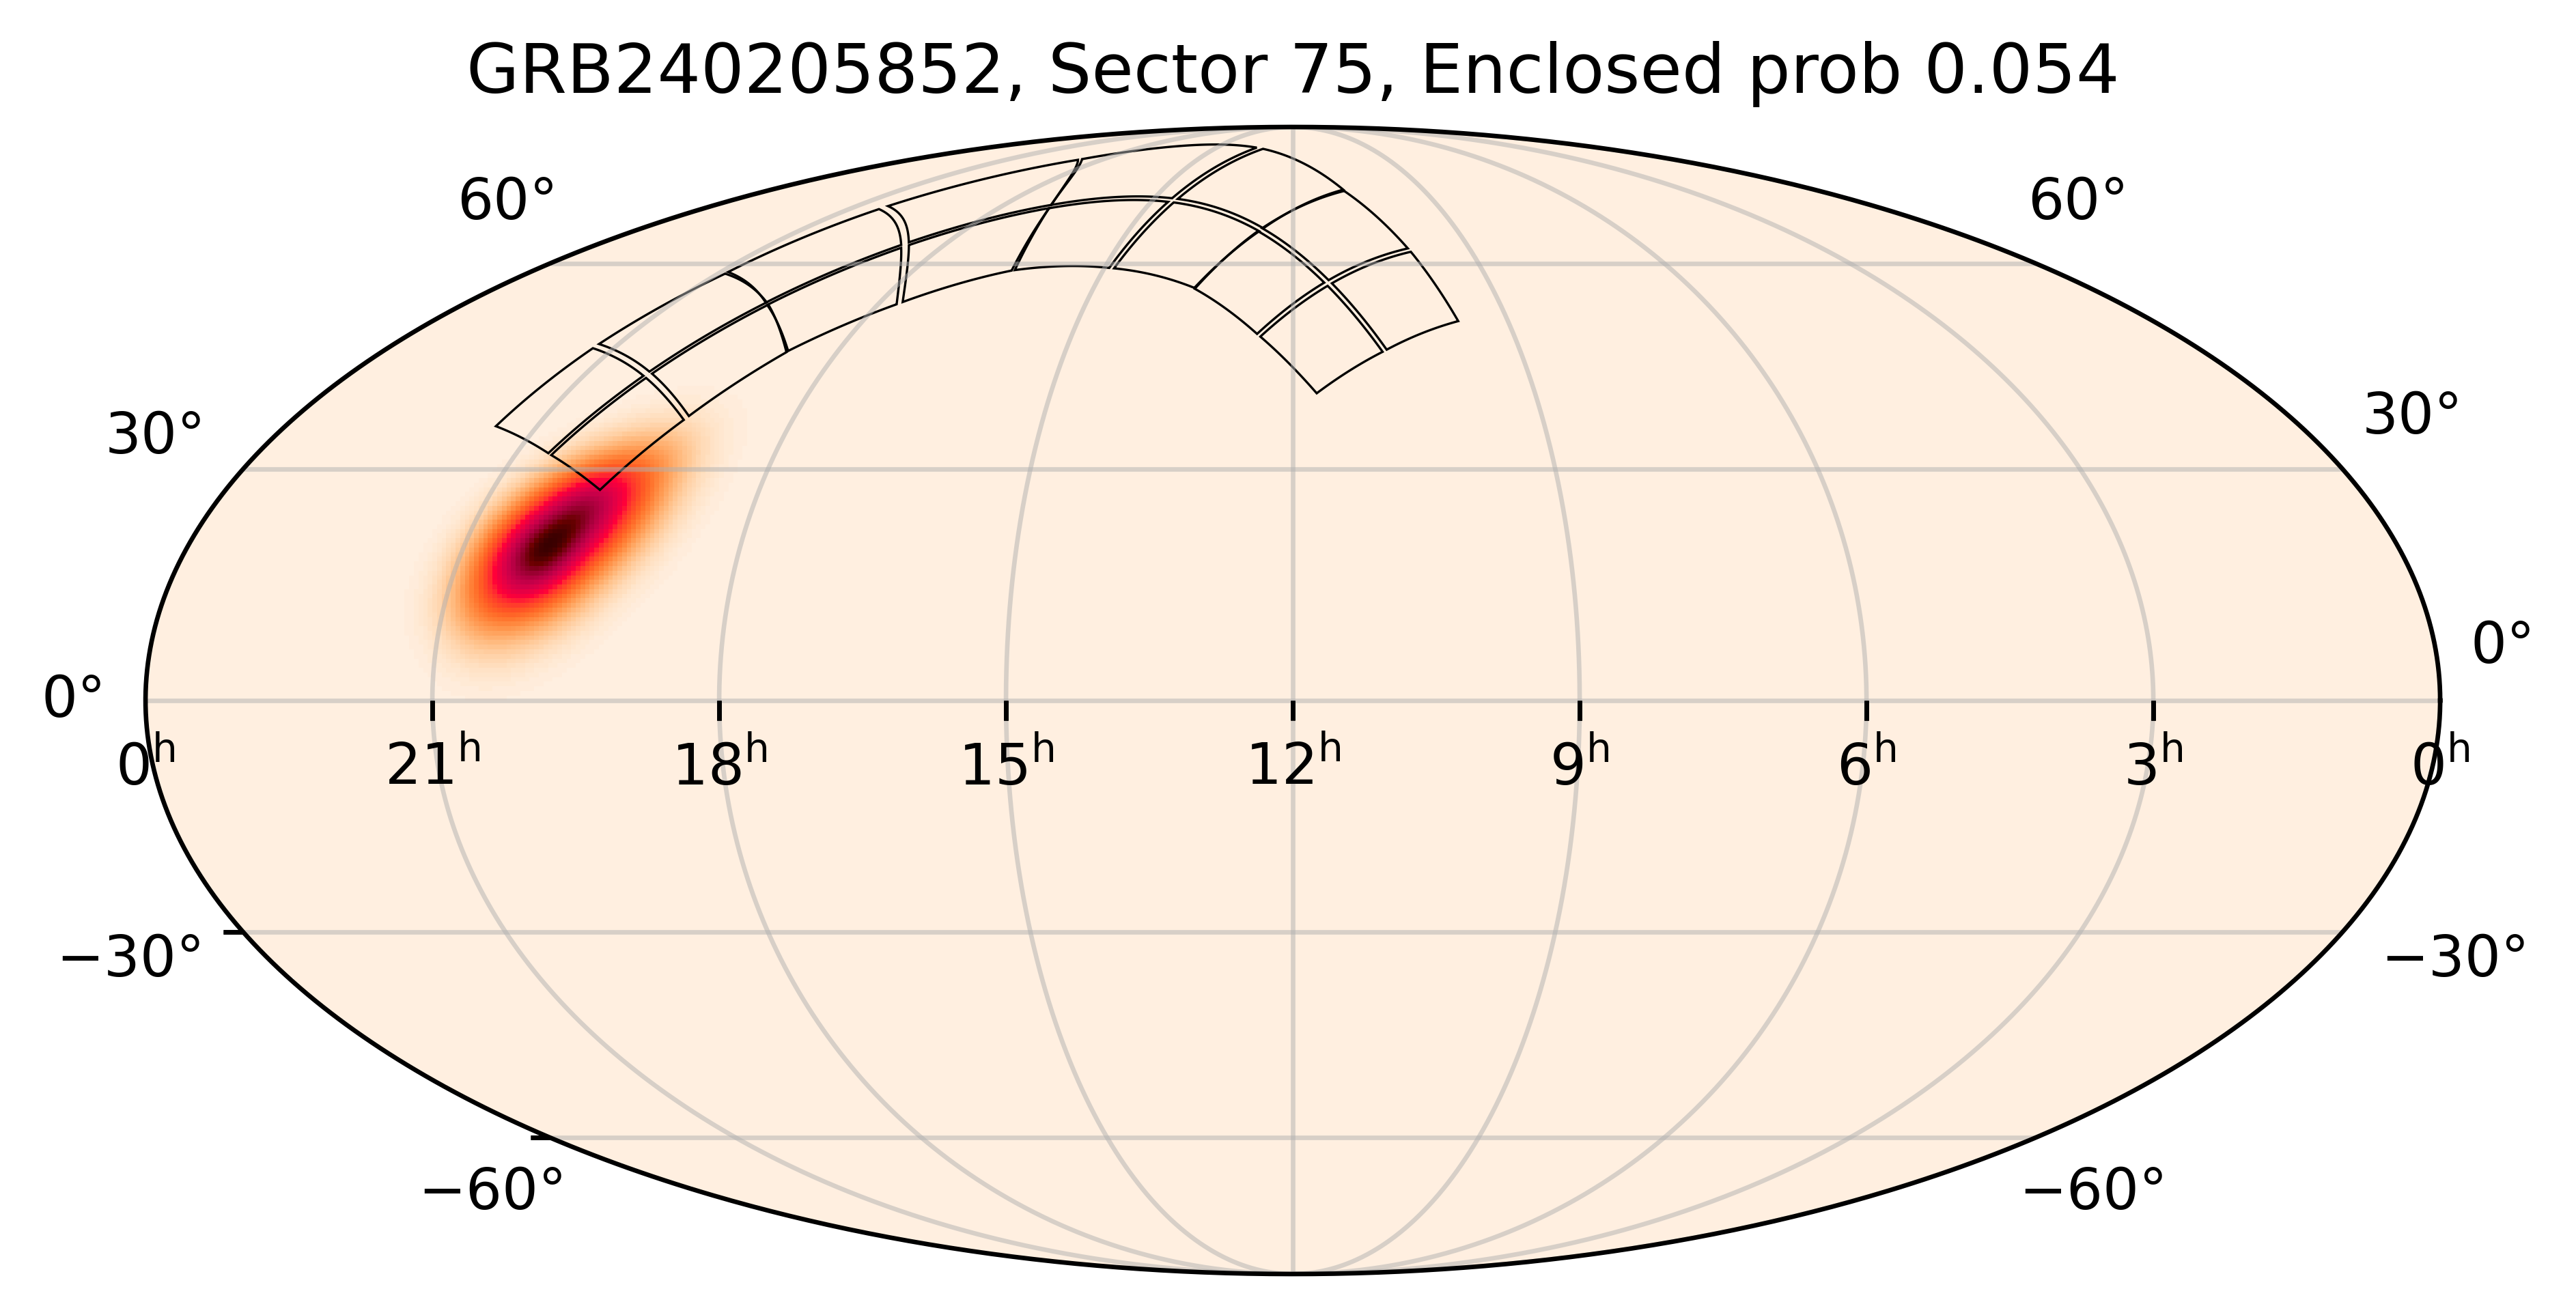 GRB240205852, Sector 75, Enclosed prob 0.054
60° 60°
30° 30°
0° 0°
0ʰ 21ʰ 18ʰ 15ʰ 12ʰ 9ʰ 6ʰ 3ʰ 0ʰ
−30° −30°
−60° −60°